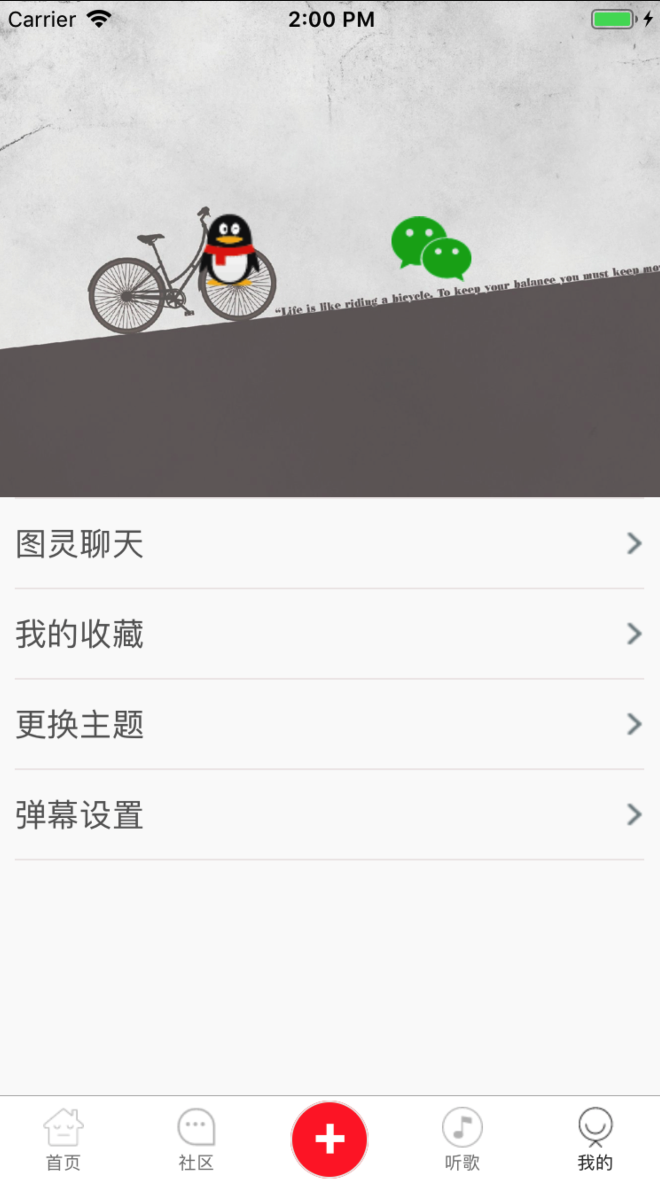 Carrier
2:00 PM
"Life is like riding a bicycle. To keep your balance you must keep
图灵聊天
我的收藏
更换主题
弹幕设置
首页
社区
听歌
我的